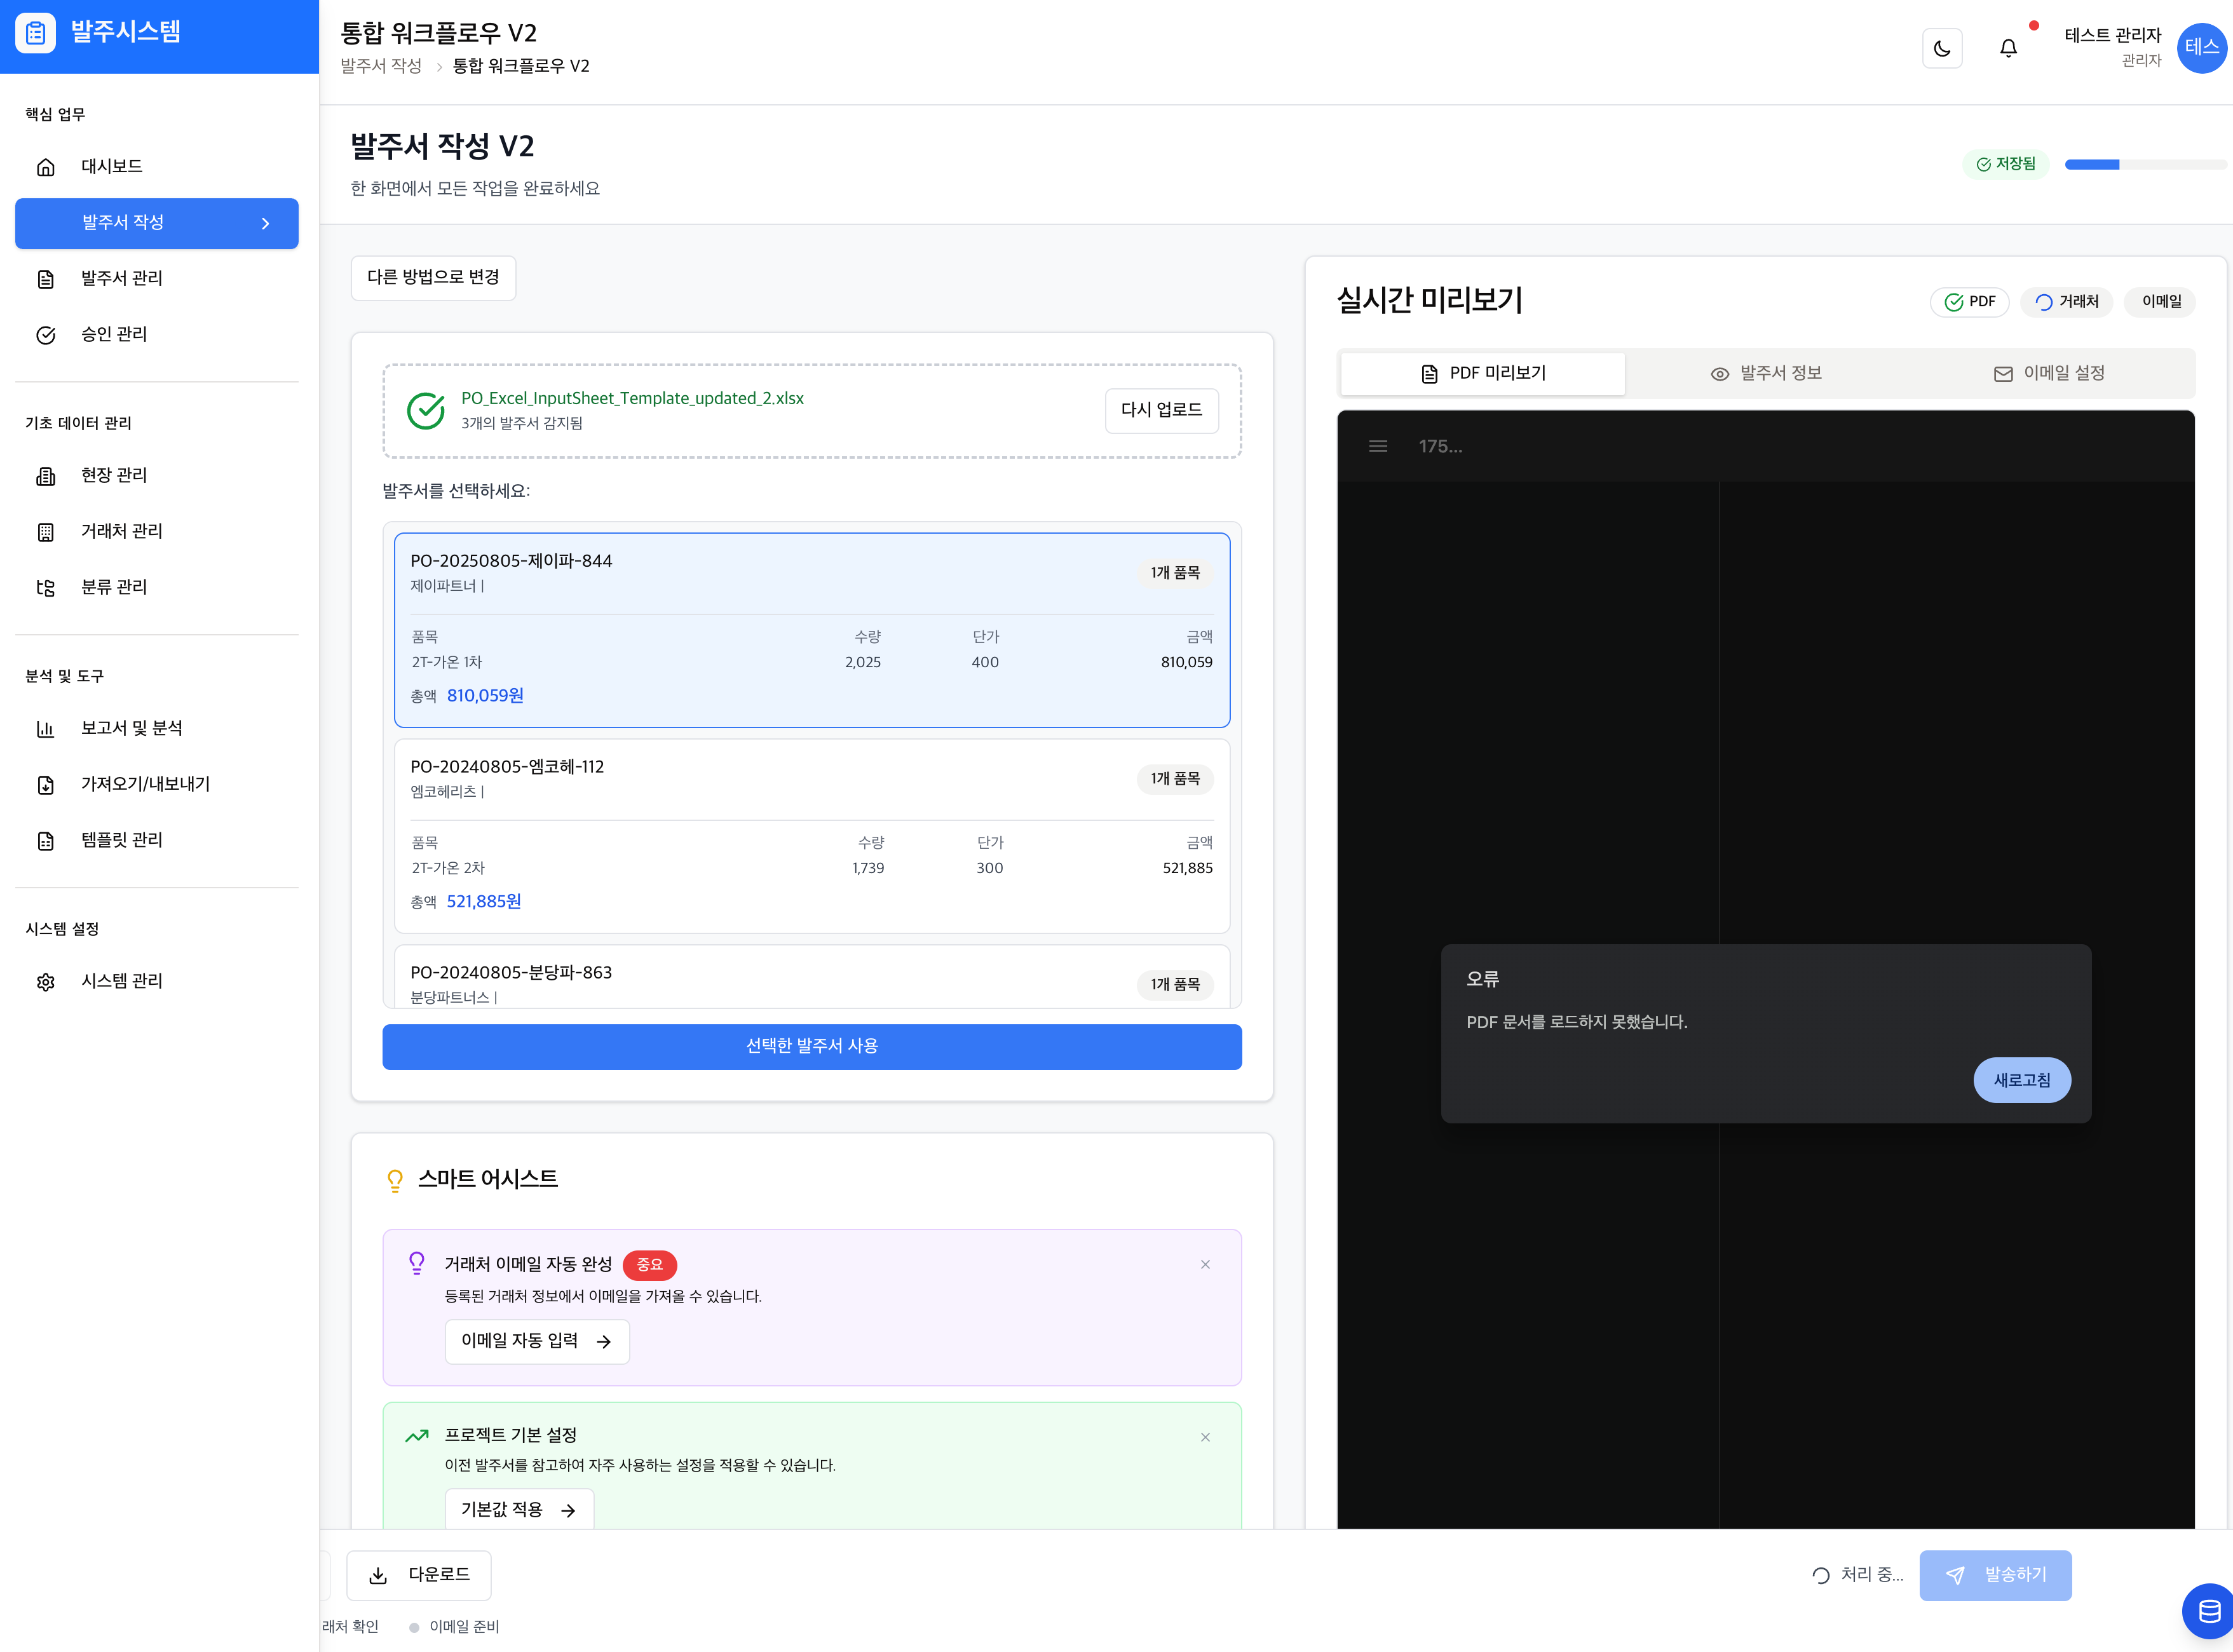 발주시스템
핵심 업무
대시보드
발주서 작성
발주서 관리
승인 관리
기초 데이터 관리
현장 관리
거래처 관리
분류 관리
분석 및 도구
보고서 및 분석
가져오기/내보내기
템플릿 관리
시스템 설정
시스템 관리
통합 워크플로우 V2
발주서 작성 > 통합 워크플로우 V2
테스트 관리자
관리자
테스
발주서 작성 V2
한 화면에서 모든 작업을 완료하세요
저장됨
다른 방법으로 변경
PO_Excel_InputSheet_Template_updated_2.xlsx
3개의 발주서 감지됨
다시 업로드
발주서를 선택하세요:
PO-20250805-제이파-844
제이파트너 |
1개 품목
품목 수량 단가 금액
2T-가온 1차 2,025 400 810,059
총액 810,059원
PO-20240805-엠코헤-112
엠코헤리츠 |
1개 품목
품목 수량 단가 금액
2T-가온 2차 1,739 300 521,885
총액 521,885원
PO-20240805-분당파-863
분당파트너스 |
1개 품목
선택한 발주서 사용
스마트 어시스트
거래처 이메일 자동 완성 중요
등록된 거래처 정보에서 이메일을 가져올 수 있습니다.
이메일 자동 입력
프로젝트 기본 설정
이전 발주서를 참고하여 자주 사용하는 설정을 적용할 수 있습니다.
기본값 적용
실시간 미리보기
PDF 거래처 이메일
PDF 미리보기 발주서 정보 이메일 설정
175...
오류
PDF 문서를 로드하지 못했습니다.
새로고침
다운로드
처리 중...
발송하기
래처 확인 이메일 준비